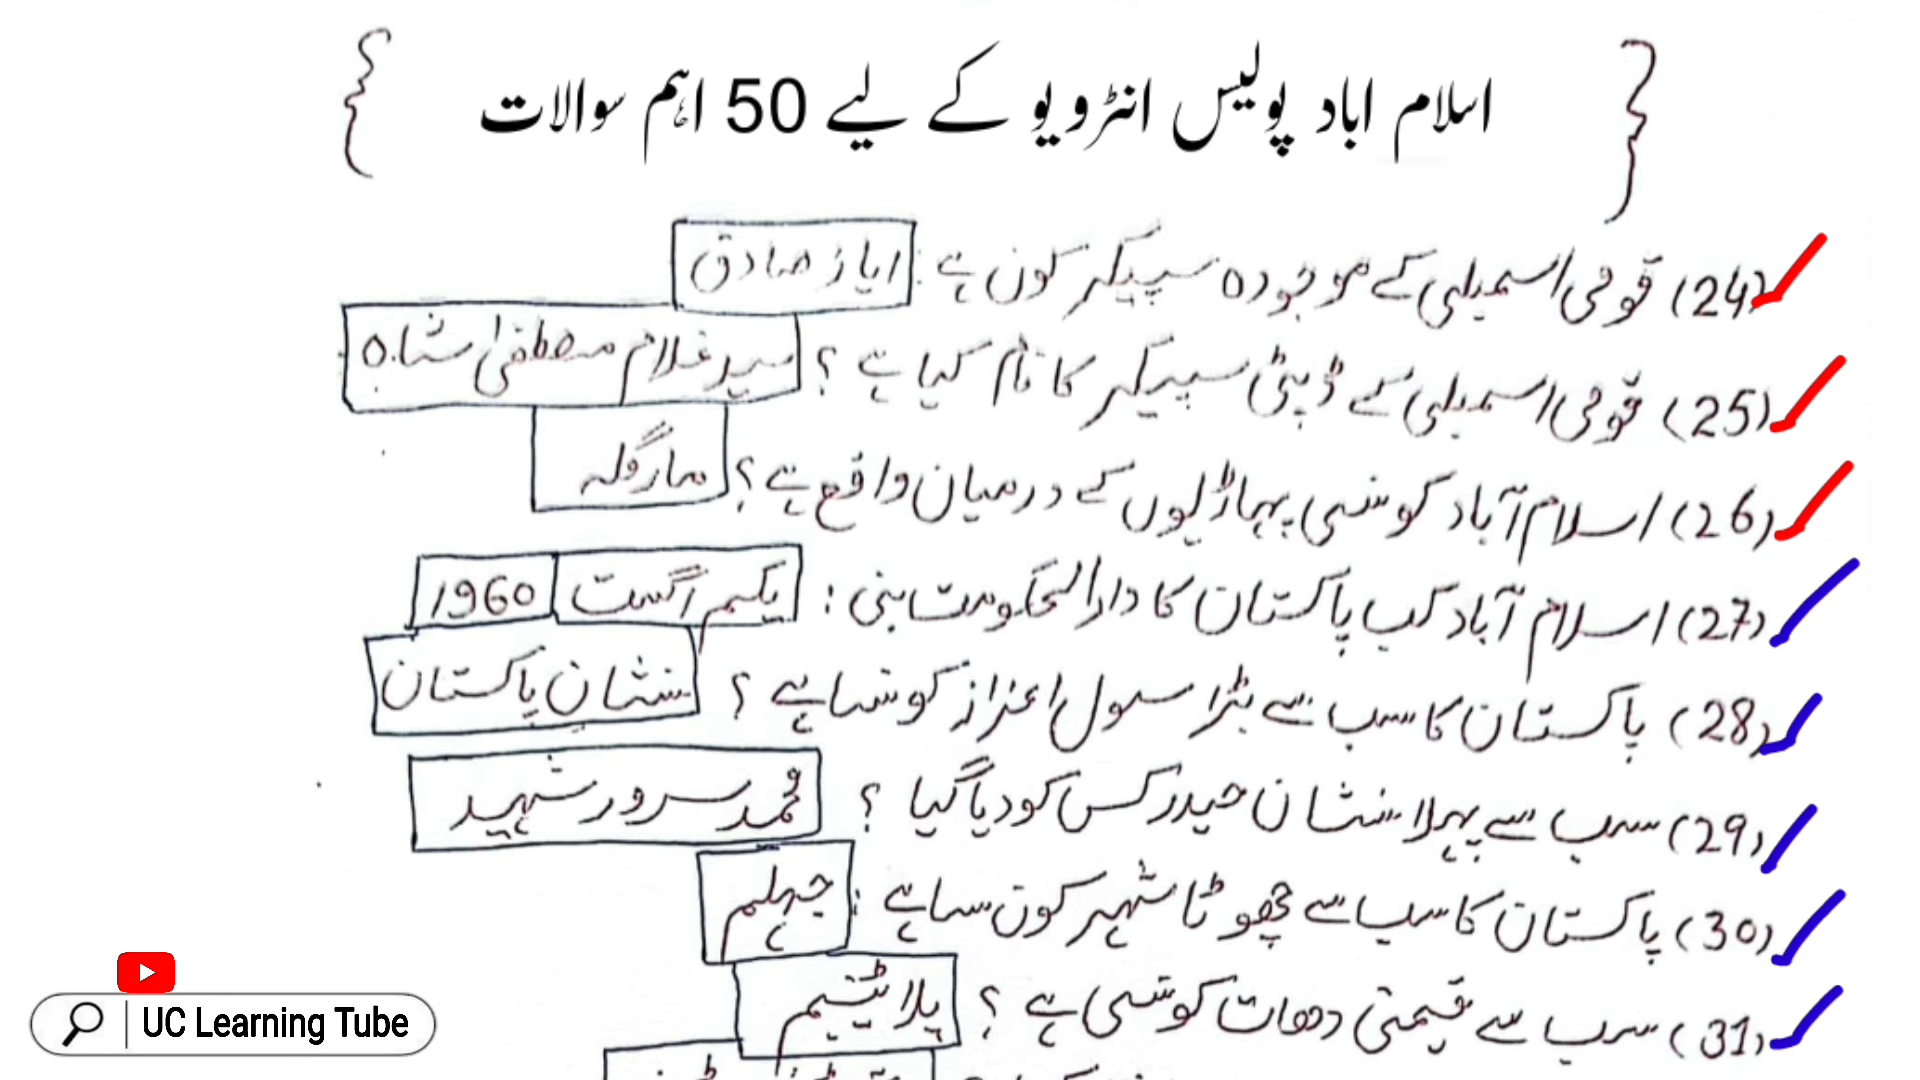 اسلام اباد پولیس انٹرویو کے لیے 50 اہم سوالات
(24) قومی اسمبلی کے موجودہ سپیکر کون ہے : ایاز صادق
(25) قومی اسمبلی کے ڈپٹی سپیکر کا نام کیا ہے ؟ سید غلام مصطفیٰ شاہ
(26) اسلام آباد کونسی پہاڑیوں کے درمیان واقع ہے ؟ مارگلہ
(27) اسلام آباد کب پاکستان کا دارالحکومت بنی : یکم اگست 1960
(28) پاکستان کا سب سے بڑا سول اعزاز کونسا ہے ؟ نشانِ پاکستان
(29) سب سے پہلا نشان حیدر کس کو دیا گیا ؟ محمد سرور شہید
(30) پاکستان کا سب سے چھوٹا شہر کون سا ہے : جہلم
(31) سب سے قیمتی دھات کونسی ہے ؟ پلاٹینیم
UC Learning Tube